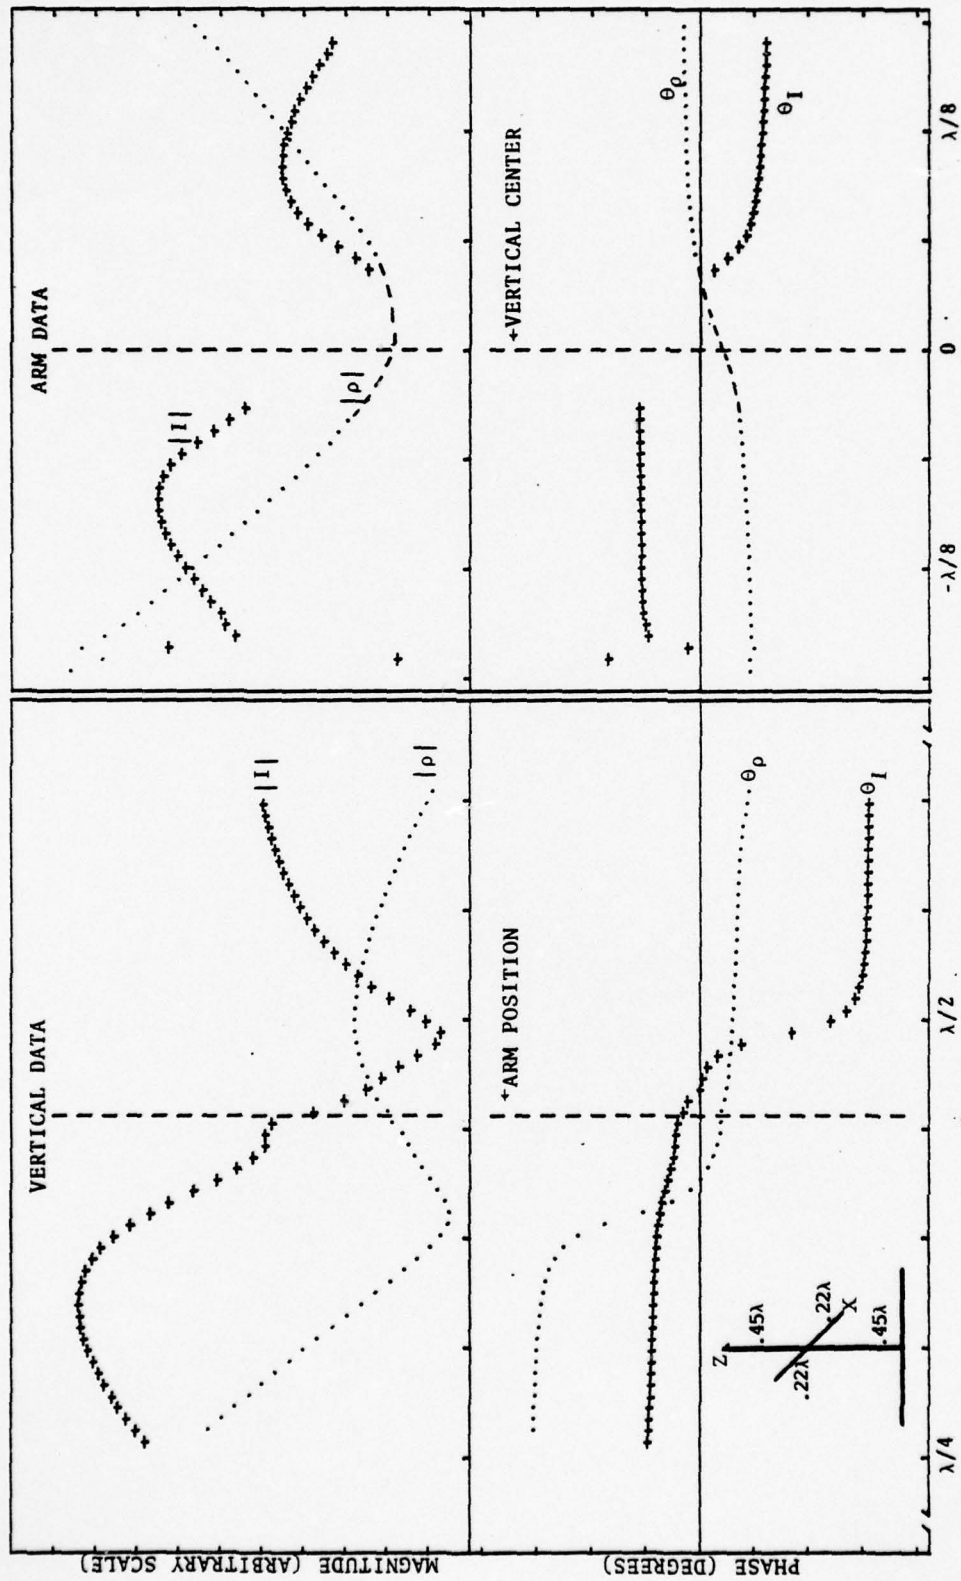 VERTICAL DATA
ARM DATA
MAGNITUDE (ARBITRARY SCALE)
|I|
|ρ|
|I|
|ρ|
PHASE (DEGREES)
+ARM POSITION
+VERTICAL CENTER
θρ
θI
θρ
θI
Z
.45λ
.22λ
.22λ
X
.45λ
λ/4
λ/2
-λ/8
0
λ/8